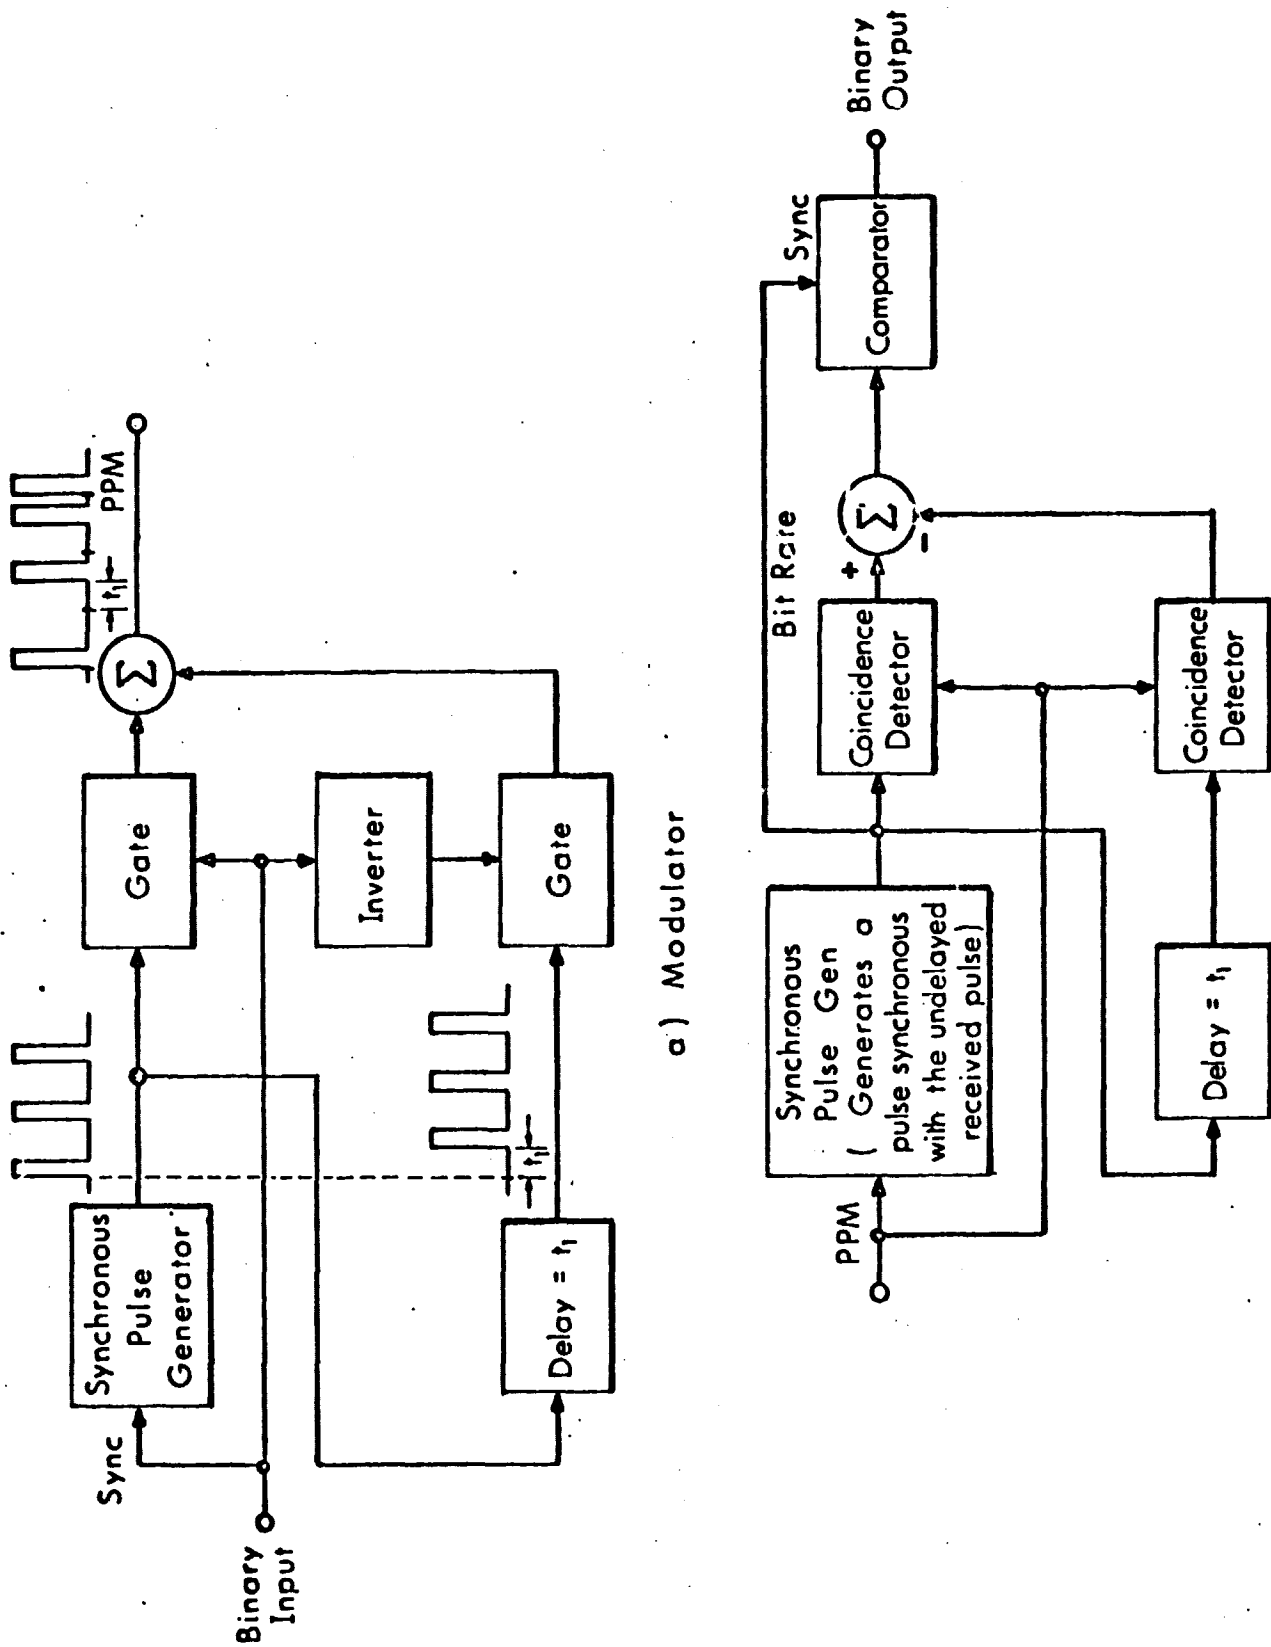 Binary
Input
Sync
Synchronous
Pulse
Generator
Gate
Σ
t₁
PPM
Inverter
t₁
Delay = t₁
Gate
a) Modulator
PPM
Synchronous
Pulse Gen
( Generates a
pulse synchronous
with the undelayed
received pulse)
Bit Rate
Coincidence
Detector
+
Σ
-
Sync
Comparator
Binary
Output
Delay = t₁
Coincidence
Detector